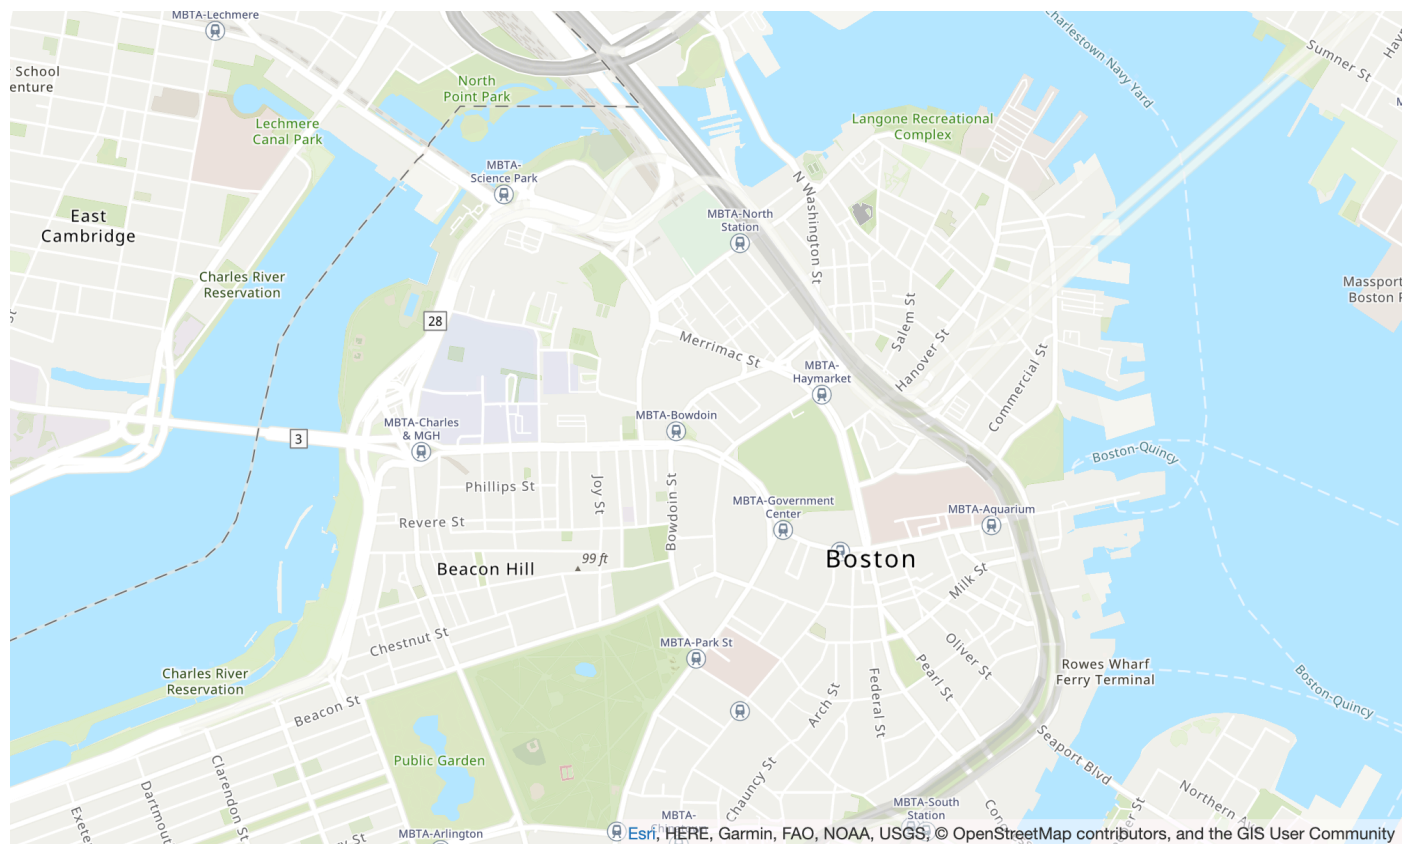 MBTA-Lechmere
School
enture
North
Point Park
Lechmere
Canal Park
Charlestown Navy Yard
Sumner St
Langone Recreational
Complex
MBTA-
Science Park
N Washington St
East
Cambridge
MBTA-North
Station
Charles River
Reservation
Massport
Boston
28
Merrimac St
Salem St
Hanover St
MBTA-
Haymarket
Commercial St
3
MBTA-Charles
& MGH
MBTA-Bowdoin
Boston-Quincy
Phillips St
Joy St
Bowdoin St
MBTA-Government
Center
MBTA-Aquarium
Revere St
Beacon Hill
99 ft
Boston
Milk St
Chestnut St
MBTA-Park St
Oliver St
Pearl St
Rowes Wharf
Ferry Terminal
Charles River
Reservation
Federal St
Arch St
Boston-Quincy
Beacon St
Seaport Blvd
Public Garden
Clarendon St
Dartmou
Exete
Chauncy St
Northern
MBTA-South
Station
MBTA-
MBTA-Arlington
Esri, HERE, Garmin, FAO, NOAA, USGS, © OpenStreetMap contributors, and the GIS User Community